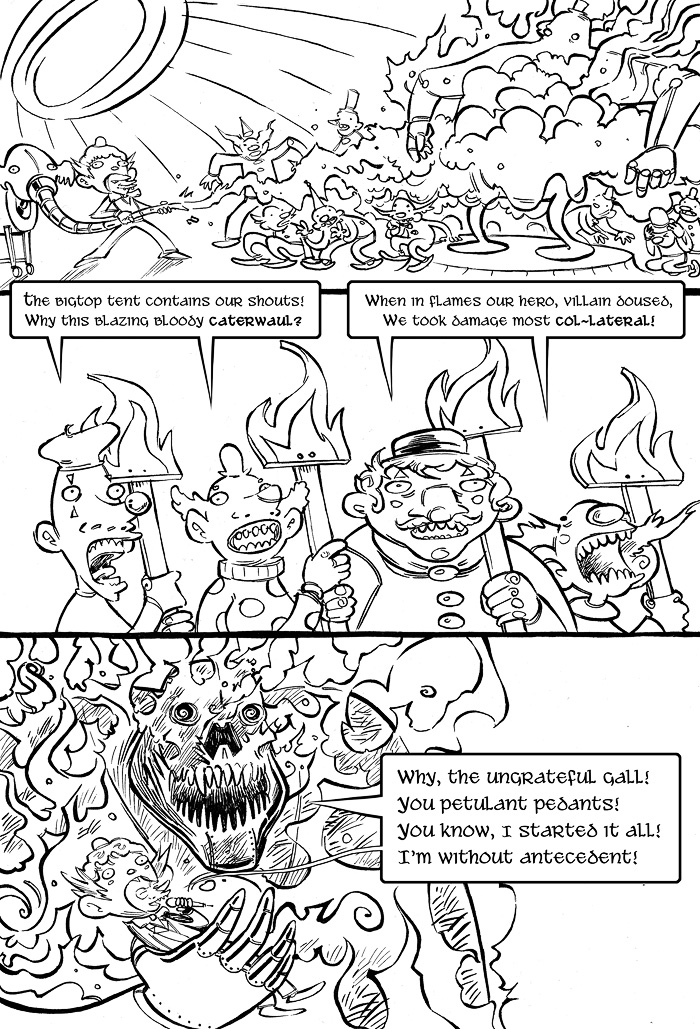 The bigtop tent contains our shouts!
Why this blazing bloody caterwaul?
When in flames our hero, villain doused,
We took damage most col~lateral!
Why, the ungrateful gall!
You petulant pedants!
You know, I started it all!
I'm without antecedent!